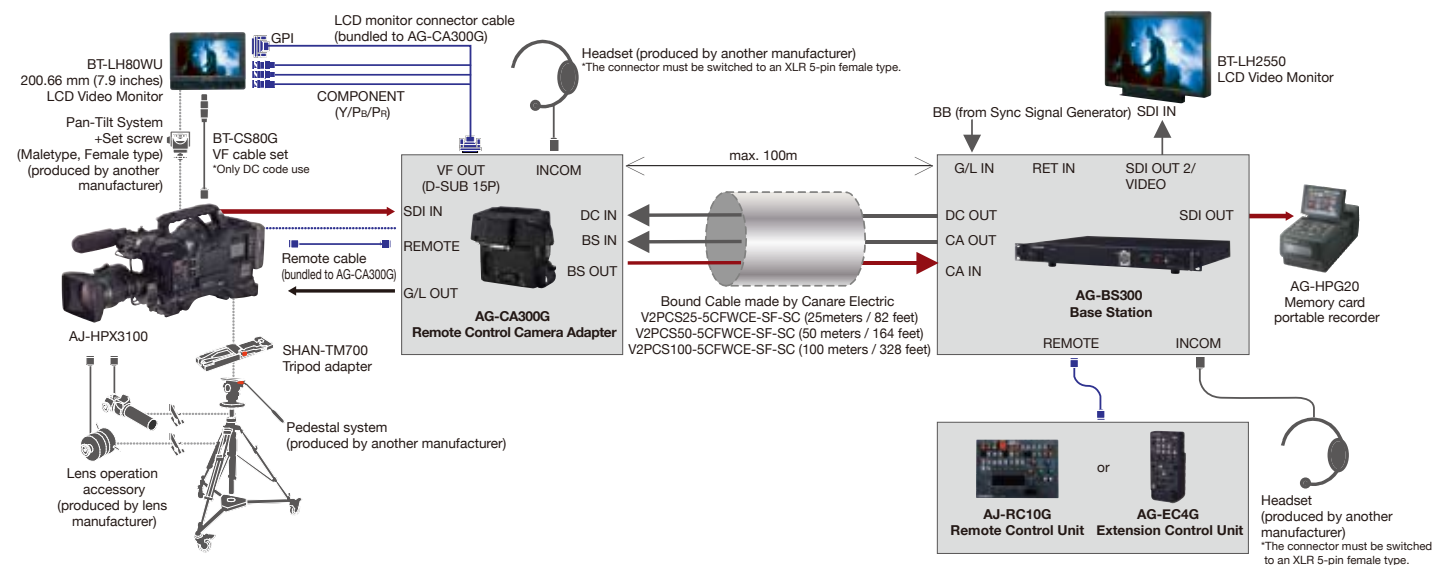 LCD monitor connector cable
(bundled to AG-CA300G)
GPI
BT-LH80WU
200.66 mm (7.9 inches)
LCD Video Monitor
COMPONENT
(Y/PB/PR)
Headset (produced by another manufacturer)
*The connector must be switched to an XLR 5-pin female type.
BT-LH2550
LCD Video Monitor
Pan-Tilt System
+Set screw
(Maletype, Female type)
(produced by another
manufacturer)
BT-CS80G
VF cable set
*Only DC code use
BB (from Sync Signal Generator)
SDI IN
VF OUT
(D-SUB 15P)
INCOM
max. 100m
G/L IN
RET IN
SDI OUT 2/
VIDEO
SDI IN
REMOTE
G/L OUT
DC IN
BS IN
BS OUT
DC OUT
CA OUT
CA IN
SDI OUT
Remote cable
(bundled to AG-CA300G)
AG-CA300G
Remote Control Camera Adapter
Bound Cable made by Canare Electric
V2PCS25-5CFWCE-SF-SC (25meters / 82 feet)
V2PCS50-5CFWCE-SF-SC (50 meters / 164 feet)
V2PCS100-5CFWCE-SF-SC (100 meters / 328 feet)
AG-BS300
Base Station
AG-HPG20
Memory card
portable recorder
REMOTE
INCOM
AJ-HPX3100
SHAN-TM700
Tripod adapter
Pedestal system
(produced by another manufacturer)
Lens operation
accessory
(produced by lens
manufacturer)
AJ-RC10G
Remote Control Unit
or
AG-EC4G
Extension Control Unit
Headset
(produced by another
manufacturer)
*The connector must be switched
to an XLR 5-pin female type.